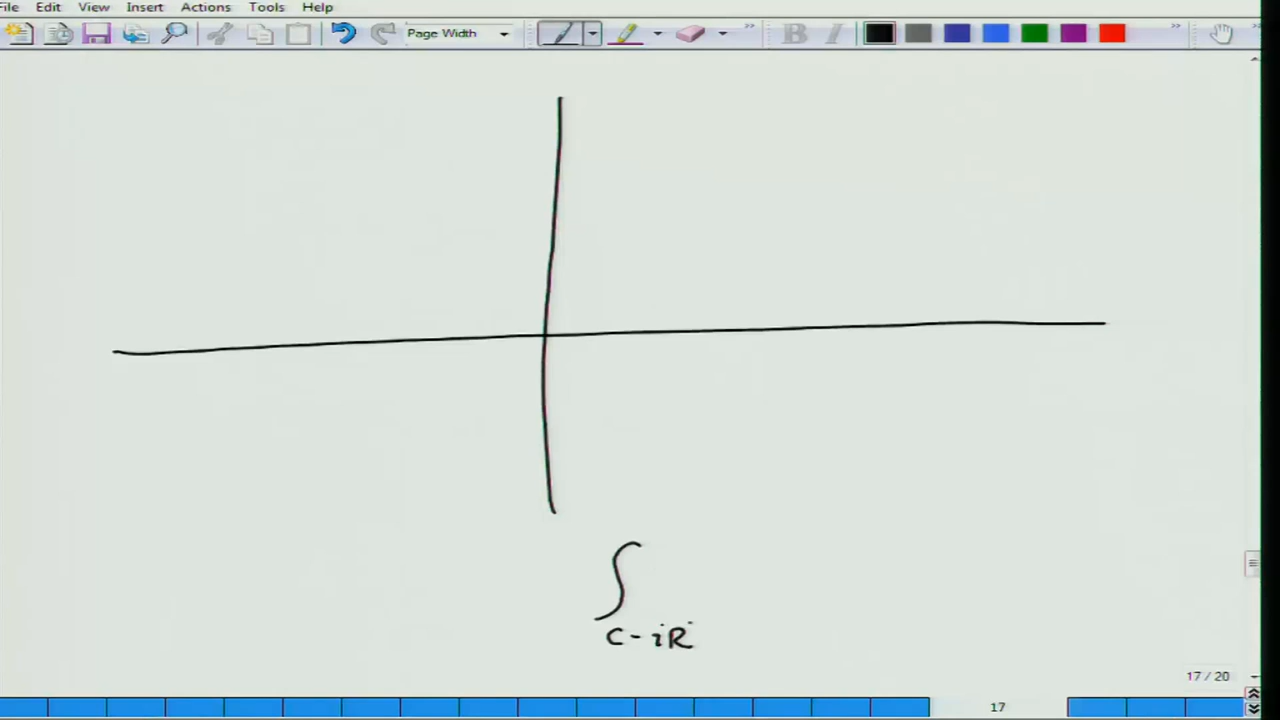 File Edit View Insert Actions Tools Help
Page Width
B I
∫
C - iR
17 / 20
17